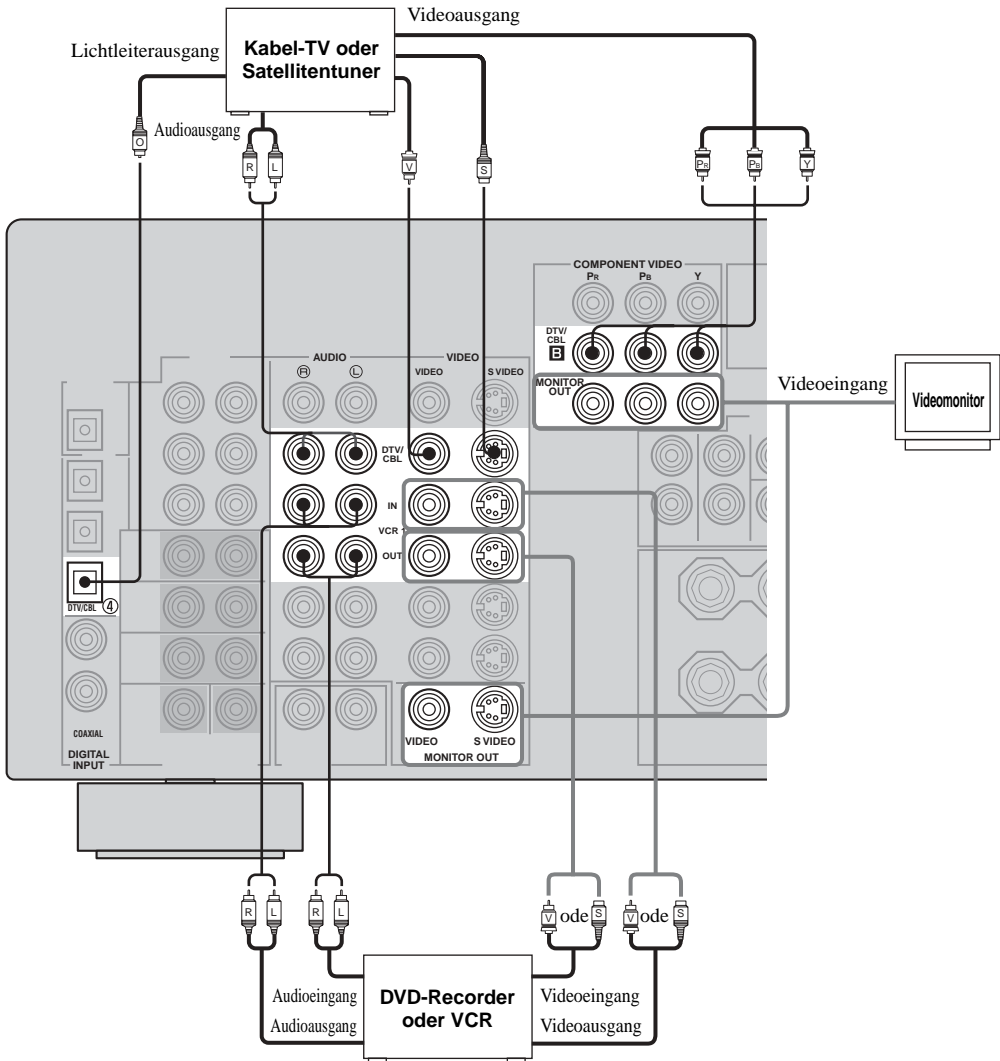 Videoausgang
Lichtleiterausgang
Kabel-TV oder
Satellitentuner
Audioausgang
O
R L
V
S
PR PB Y
COMPONENT VIDEO
PR PB Y
DTV/
CBL
B
MONITOR
OUT
Videoeingang
Videomonitor
AUDIO
VIDEO
R L
VIDEO
S VIDEO
DTV/
CBL
IN
VCR 1
OUT
DTV/CBL ④
COAXIAL
DIGITAL
INPUT
VIDEO
S VIDEO
MONITOR OUT
R L
R L
V ode S
V ode S
Audioeingang
Audioausgang
DVD-Recorder
oder VCR
Videoeingang
Videoausgang